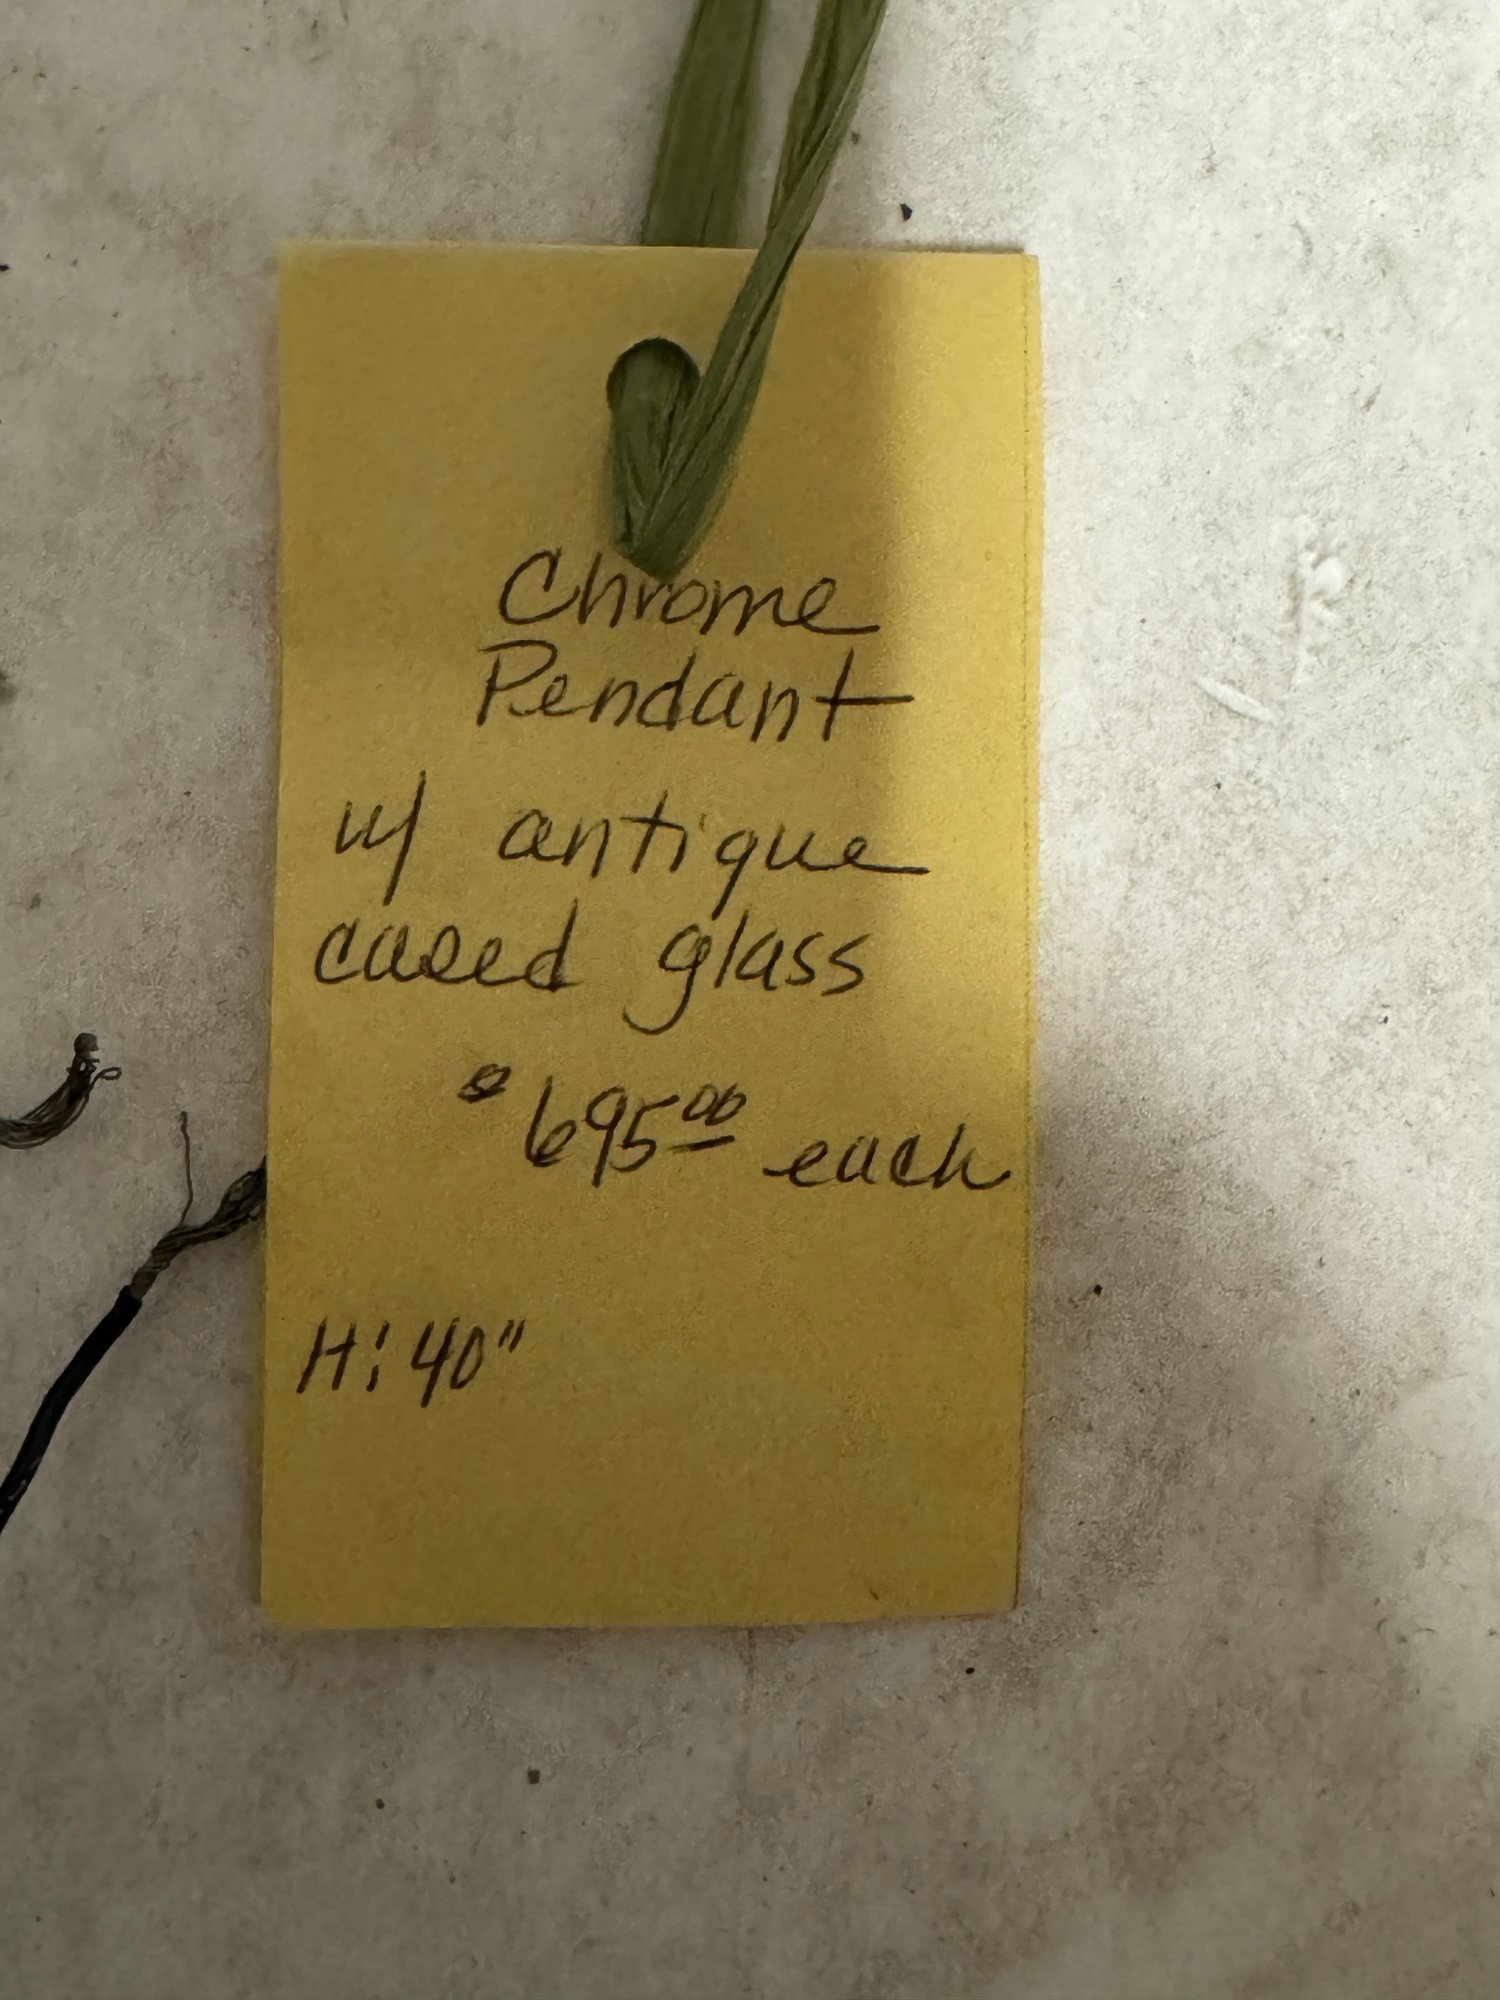 Chrome
Pendant
w/ antique
cased glass
$695.00 each
H: 40"